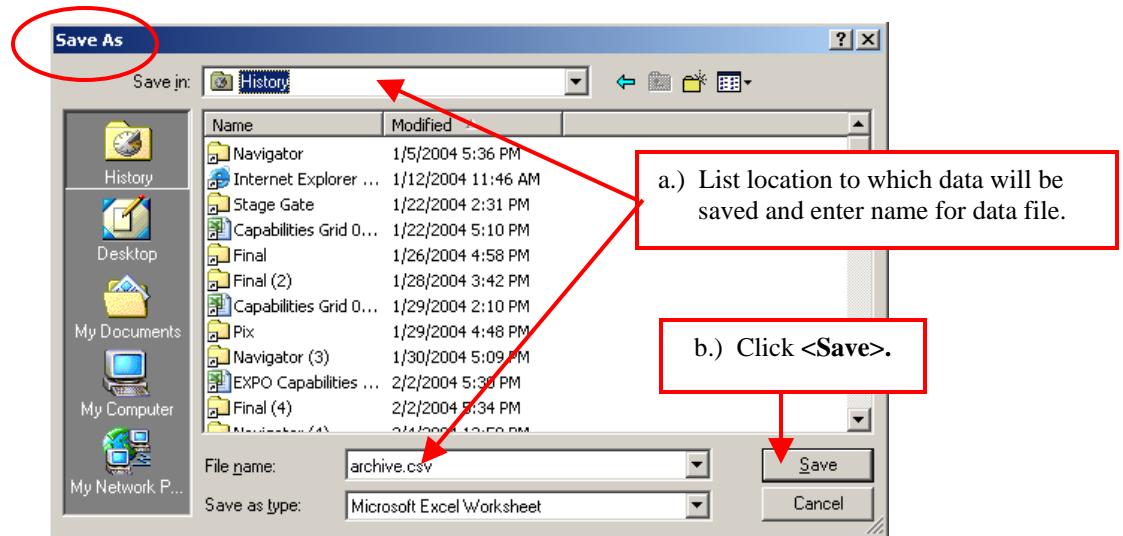 Save As
Save in: History
Name Modified
Navigator 1/5/2004 5:36 PM
Internet Explorer ... 1/12/2004 11:46 AM
Stage Gate 1/22/2004 2:31 PM
Capabilities Grid 0... 1/22/2004 5:10 PM
Final 1/26/2004 4:58 PM
Final (2) 1/28/2004 3:42 PM
Capabilities Grid 0... 1/29/2004 2:10 PM
Pix 1/29/2004 4:48 PM
Navigator (3) 1/30/2004 5:09 PM
EXPO Capabilities ... 2/2/2004 5:30 PM
Final (4) 2/2/2004 5:34 PM
History
Desktop
My Documents
My Computer
My Network P...
a.) List location to which data will be
saved and enter name for data file.
b.) Click <Save>.
File name: archive.csv
Save
Save as type: Microsoft Excel Worksheet
Cancel